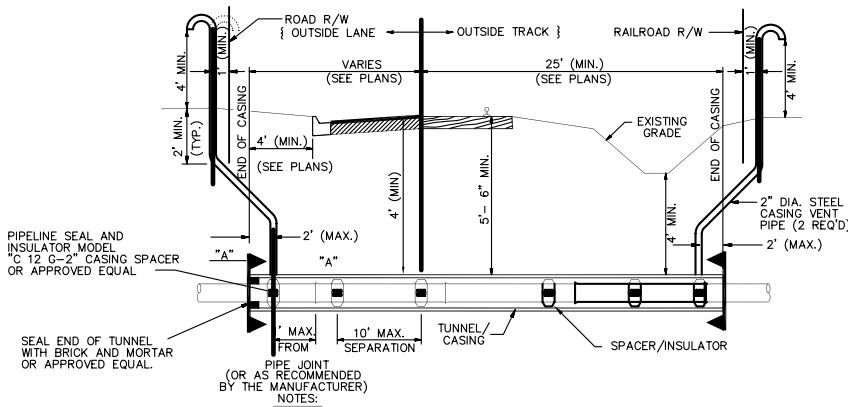 ROAD R/W
OUTSIDE LANE
OUTSIDE TRACK
RAILROAD R/W
4' MIN.
1' (MIN.)
VARIES
(SEE PLANS)
25' (MIN.)
(SEE PLANS)
1' (MIN.)
4' MIN.
2' MIN.
(TYP.)
END OF CASING
4' (MIN.)
(SEE PLANS)
4' (MIN)
5'- 6" MIN.
EXISTING
GRADE
4' MIN.
END OF CASING
2" DIA. STEEL
CASING VENT
PIPE (2 REQ'D)
2' (MAX.)
2' (MAX.)
PIPELINE SEAL AND
INSULATOR MODEL
"C 12 G-2" CASING SPACER
OR APPROVED EQUAL
"A"
"A"
SEAL END OF TUNNEL
WITH BRICK AND MORTAR
OR APPROVED EQUAL.
' MAX.
FROM
PIPE JOINT
(OR AS RECOMMENDED
BY THE MANUFACTURER)
10' MAX.
SEPARATION
TUNNEL/
CASING
SPACER/INSULATOR
NOTES: